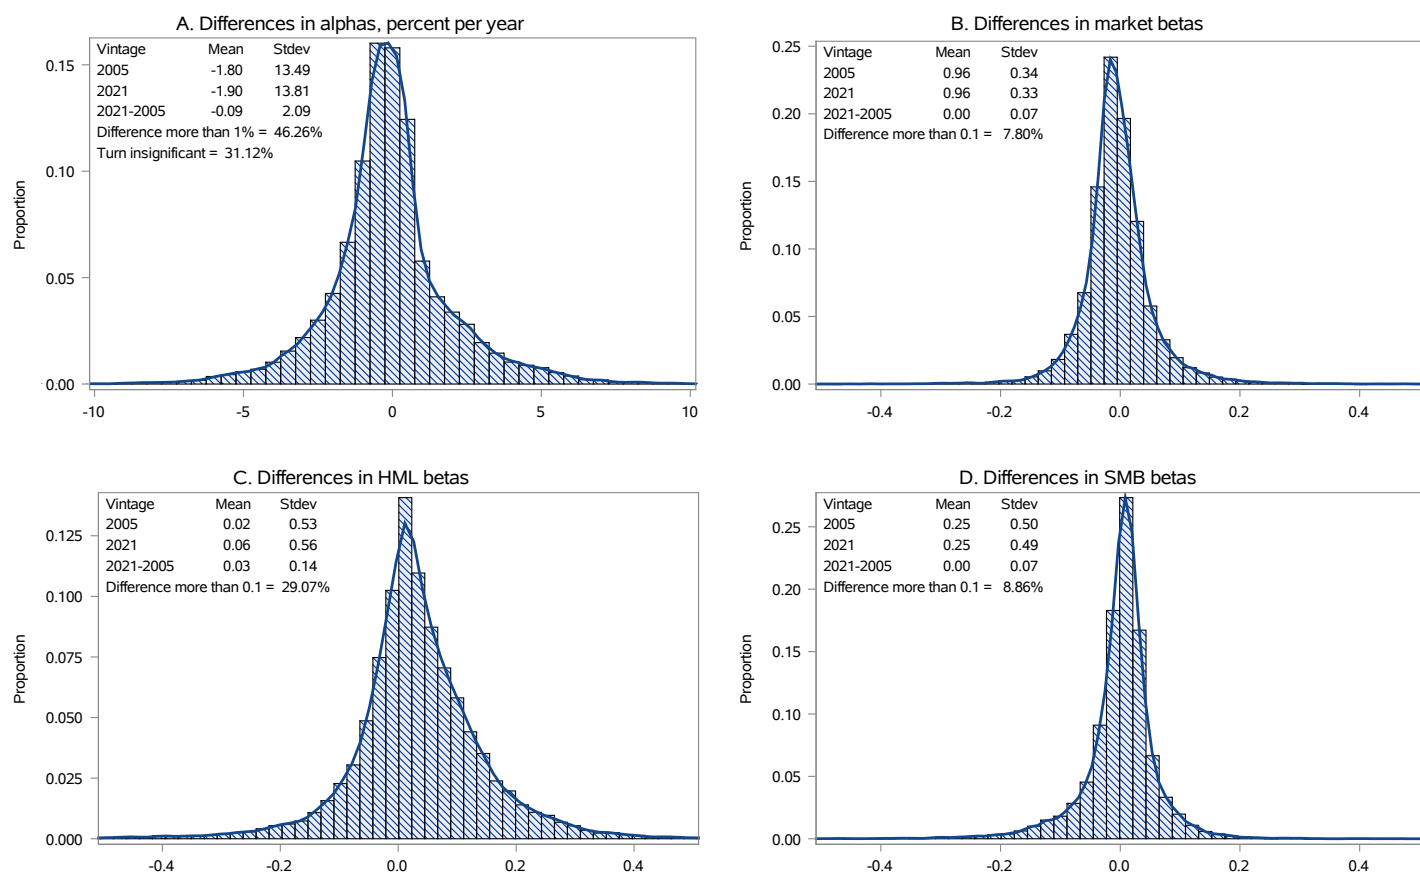 A. Differences in alphas, percent per year
Vintage Mean Stdev
2005 -1.80 13.49
2021 -1.90 13.81
2021-2005 -0.09 2.09
Difference more than 1% = 46.26%
Turn insignificant = 31.12%
0.15
0.10
0.05
0.00
Proportion
-10 -5 0 5 10
B. Differences in market betas
Vintage Mean Stdev
2005 0.96 0.34
2021 0.96 0.33
2021-2005 0.00 0.07
Difference more than 0.1 = 7.80%
0.25
0.20
0.15
0.10
0.05
0.00
Proportion
-0.4 -0.2 0.0 0.2 0.4
C. Differences in HML betas
Vintage Mean Stdev
2005 0.02 0.53
2021 0.06 0.56
2021-2005 0.03 0.14
Difference more than 0.1 = 29.07%
0.125
0.100
0.075
0.050
0.025
0.000
Proportion
-0.4 -0.2 0.0 0.2 0.4
D. Differences in SMB betas
Vintage Mean Stdev
2005 0.25 0.50
2021 0.25 0.49
2021-2005 0.00 0.07
Difference more than 0.1 = 8.86%
0.25
0.20
0.15
0.10
0.05
0.00
Proportion
-0.4 -0.2 0.0 0.2 0.4